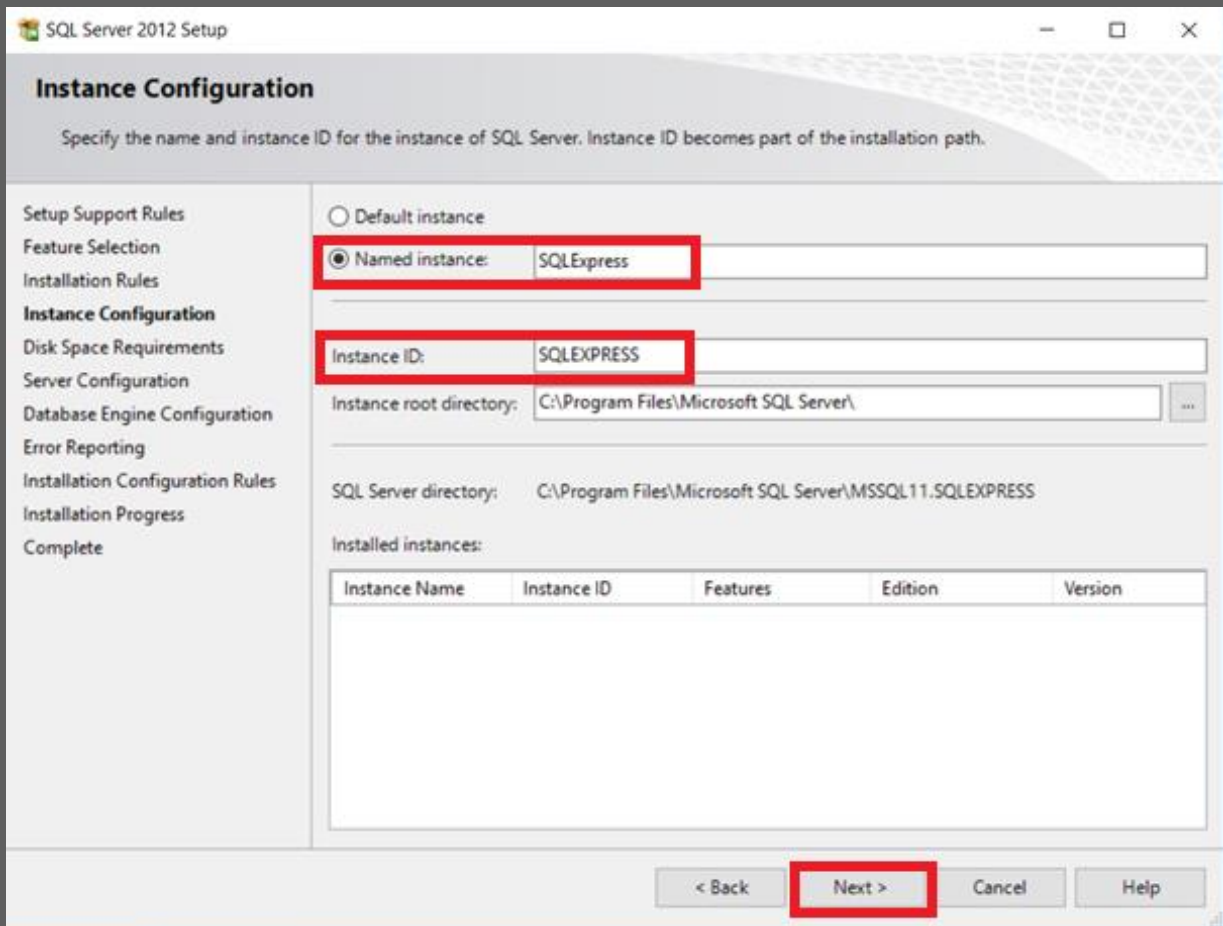 SQL Server 2012 Setup
Instance Configuration
Specify the name and instance ID for the instance of SQL Server. Instance ID becomes part of the installation path.
Setup Support Rules
Feature Selection
Installation Rules
Instance Configuration
Disk Space Requirements
Server Configuration
Database Engine Configuration
Error Reporting
Installation Configuration Rules
Installation Progress
Complete
Default instance
Named instance: SQLExpress
Instance ID: SQLEXPRESS
Instance root directory: C:\Program Files\Microsoft SQL Server\ ...
SQL Server directory: C:\Program Files\Microsoft SQL Server\MSSQL11.SQLEXPRESS
Installed instances:
Instance Name Instance ID Features Edition Version
< Back Next > Cancel Help